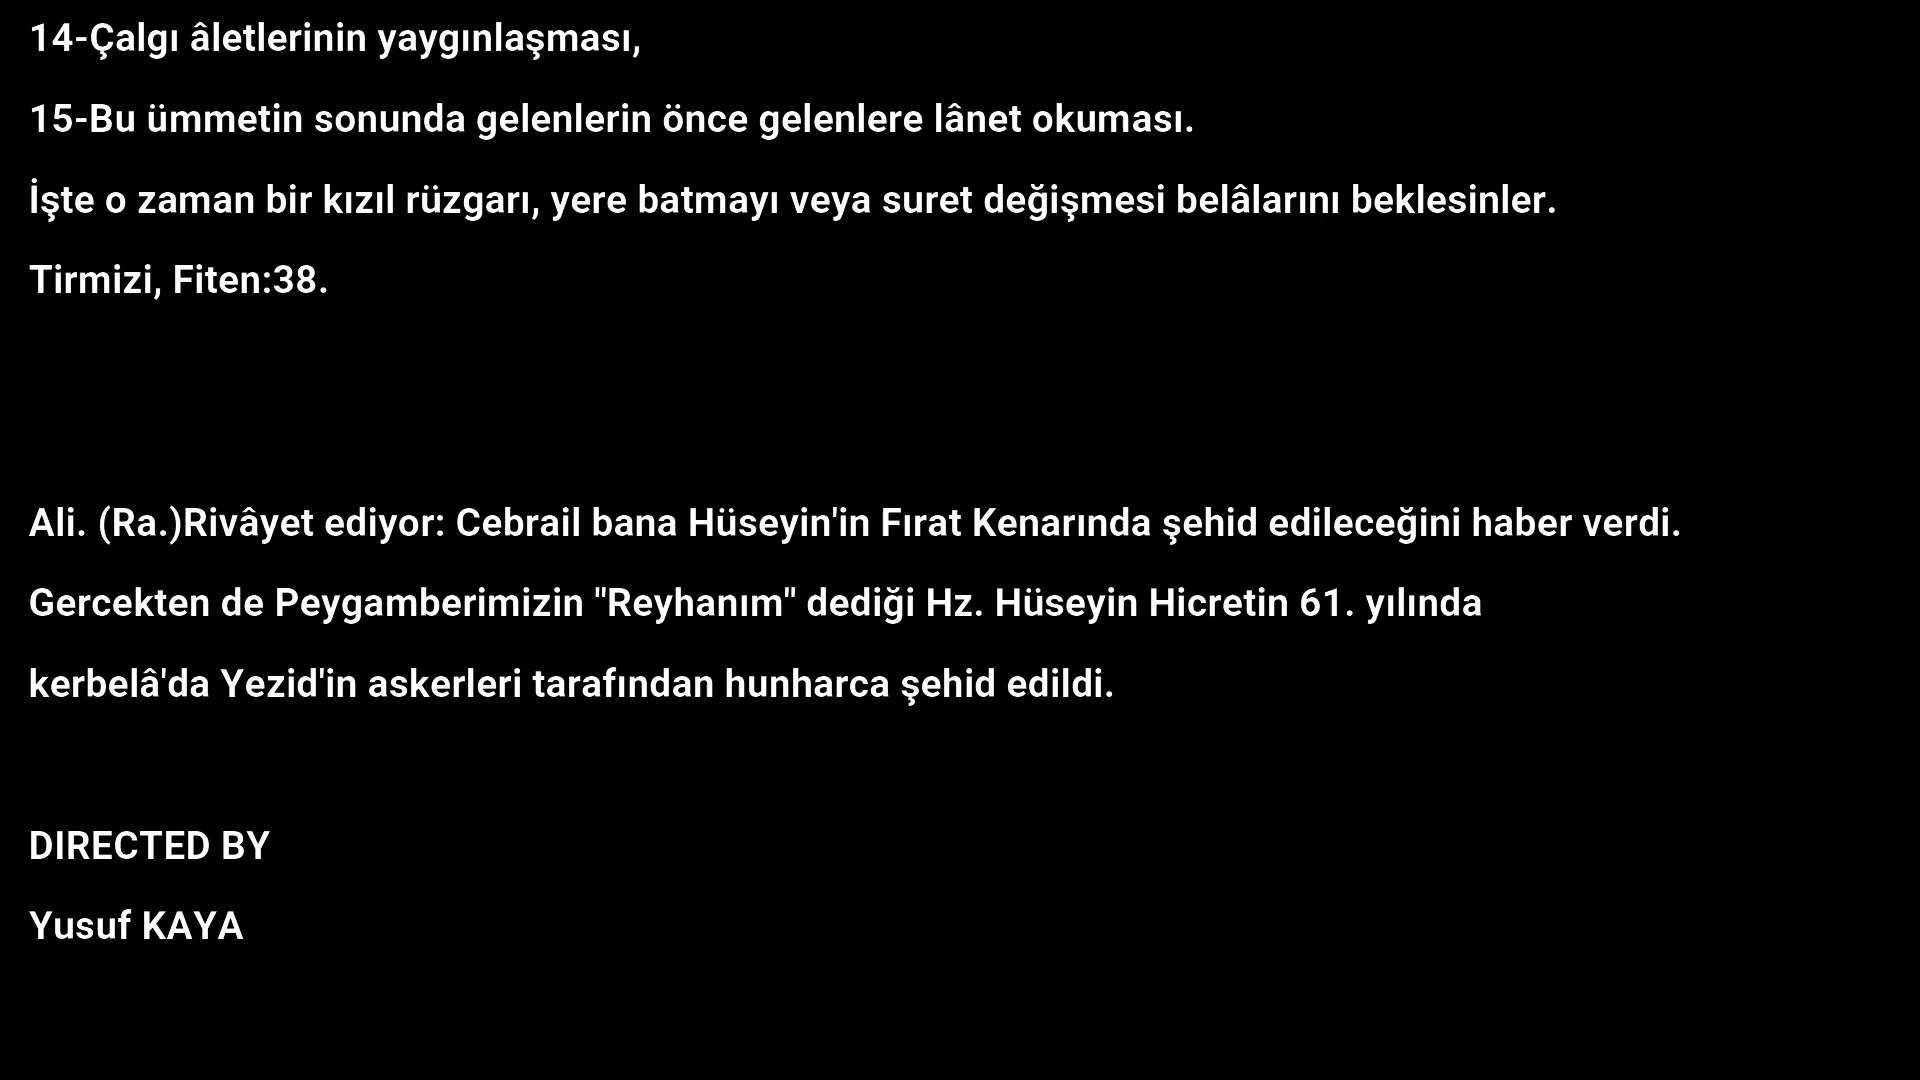 14-Çalgı âletlerinin yaygınlaşması,
15-Bu ümmetin sonunda gelenlerin önce gelenlere lânet okuması.
İşte o zaman bir kızıl rüzgarı, yere batmayı veya suret değişmesi belâlarını beklesinler.
Tirmizi, Fiten:38.
Ali. (Ra.)Rivâyet ediyor: Cebrail bana Hüseyin'in Fırat Kenarında şehid edileceğini haber verdi.
Gercekten de Peygamberimizin "Reyhanım" dediği Hz. Hüseyin Hicretin 61. yılında
kerbelâ'da Yezid'in askerleri tarafından hunharca şehid edildi.
DIRECTED BY
Yusuf KAYA